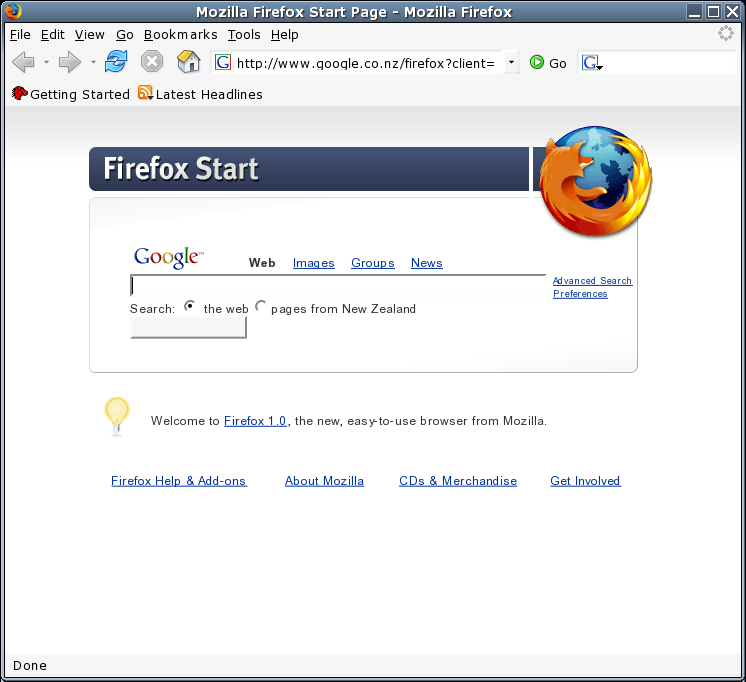 Mozilla Firefox Start Page - Mozilla Firefox
File Edit View Go Bookmarks Tools Help
http://www.google.co.nz/firefox?client= Go G
Getting Started Latest Headlines
Firefox Start
Google™ Web Images Groups News
Advanced Search
Preferences
Search: the web pages from New Zealand
Welcome to Firefox 1.0, the new, easy-to-use browser from Mozilla.
Firefox Help & Add-ons About Mozilla CDs & Merchandise Get Involved
Done